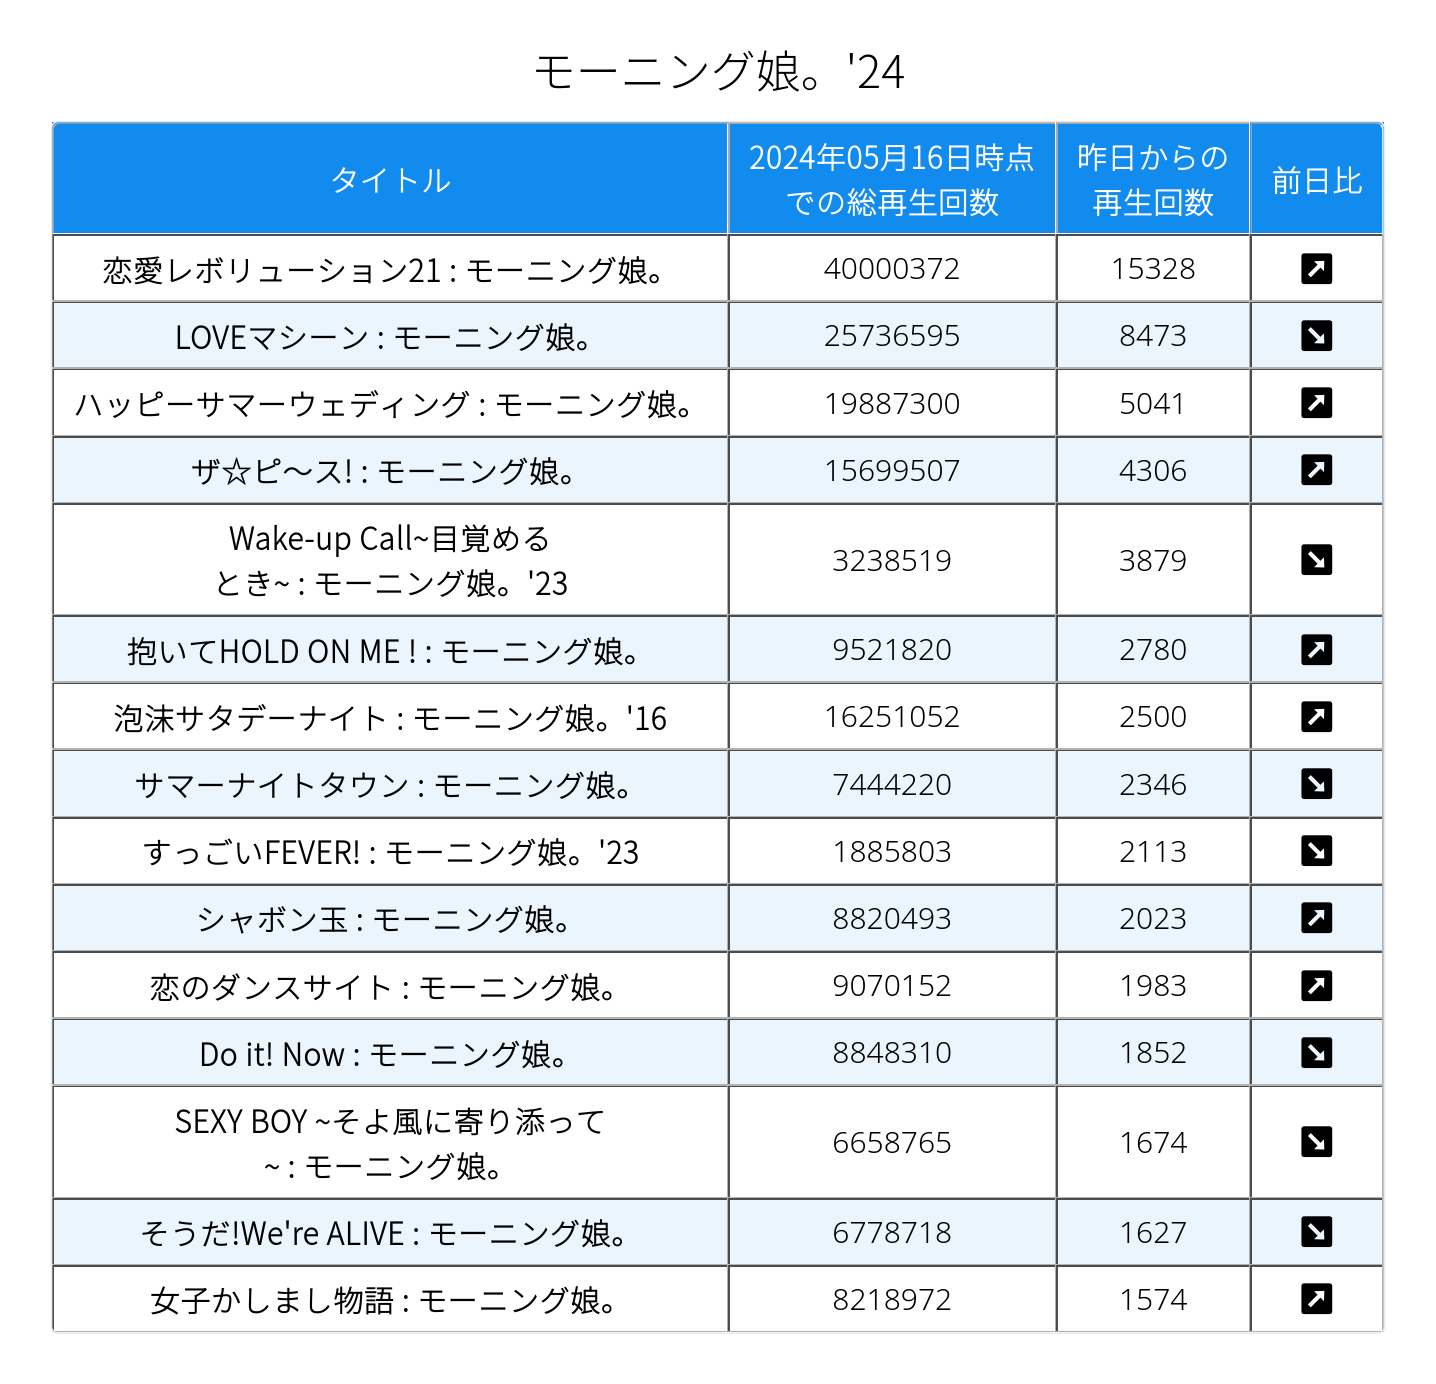 モーニング娘。'24
タイトル
2024年05月16日時点
での総再生回数
昨日からの
再生回数
前日比
恋愛レボリューション21 : モーニング娘。
40000372
15328
LOVEマシーン : モーニング娘。
25736595
8473
ハッピーサマーウェディング : モーニング娘。
19887300
5041
ザ☆ピ〜ス! : モーニング娘。
15699507
4306
Wake-up Call~目覚める
とき~ : モーニング娘。'23
3238519
3879
抱いてHOLD ON ME ! : モーニング娘。
9521820
2780
泡沫サタデーナイト : モーニング娘。'16
16251052
2500
サマーナイトタウン : モーニング娘。
7444220
2346
すっごいFEVER! : モーニング娘。'23
1885803
2113
シャボン玉 : モーニング娘。
8820493
2023
恋のダンスサイト : モーニング娘。
9070152
1983
Do it! Now : モーニング娘。
8848310
1852
SEXY BOY ~そよ風に寄り添って
~ : モーニング娘。
6658765
1674
そうだ!We're ALIVE : モーニング娘。
6778718
1627
女子かしまし物語 : モーニング娘。
8218972
1574